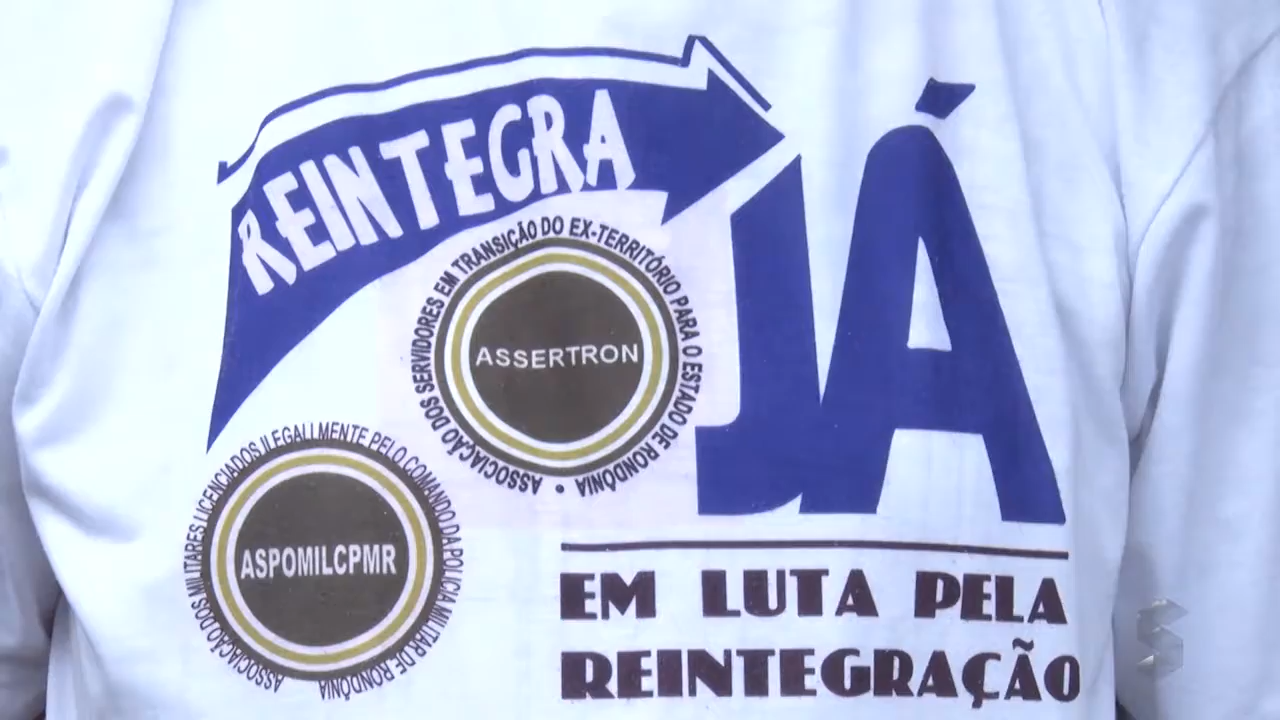 REINTEGRA
JÁ
ASSOCIAÇÃO DOS SERVIDORES EM TRANSIÇÃO DO EX-TERRITÓRIO PARA O ESTADO DE RONDÔNIA •
ASSERTRON
ASSOCIAÇÃO DOS MILITARES LICENCIADOS ILEGALMENTE PELO COMANDO DA POLICIA MILITAR DE RONDÔNIA
ASPOMILCPMR
EM LUTA PELA
REINTEGRAÇÃO